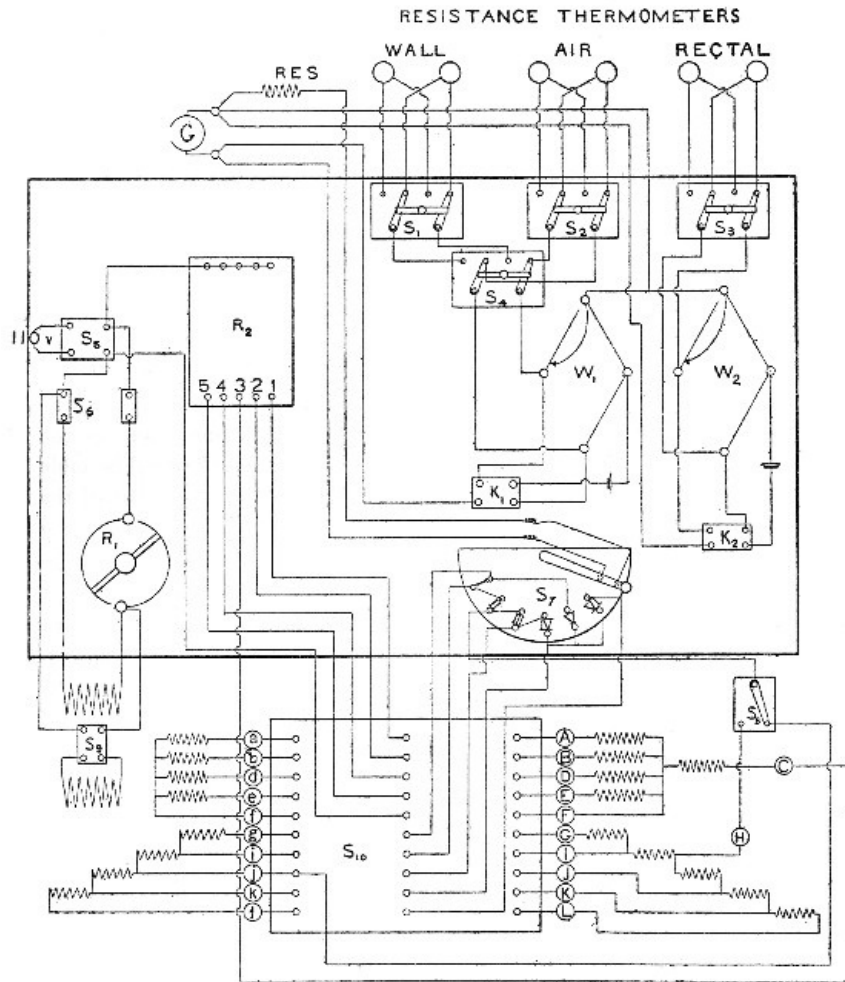 RESISTANCE THERMOMETERS
WALL AIR RECTAL
RES
G
S1 S2 S3
S4
R2
11 V S5
W1 W2
5 4 3 2 1
S6
K1
K2
R1
S7
S8
S9
a A
b B
d D C
e E
f F
g G H
i I
S10
j J
k K
L